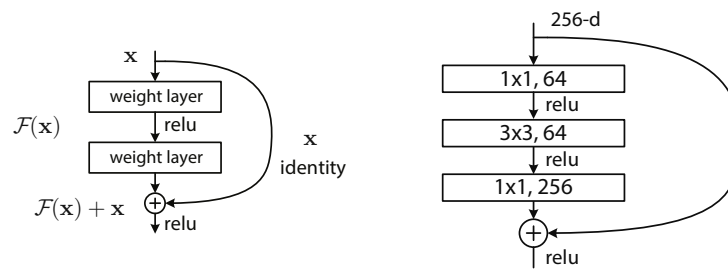 x
weight layer
relu
F(x)
weight layer
x
identity
F(x) + x
+
relu
256-d
1x1, 64
relu
3x3, 64
relu
1x1, 256
+
relu